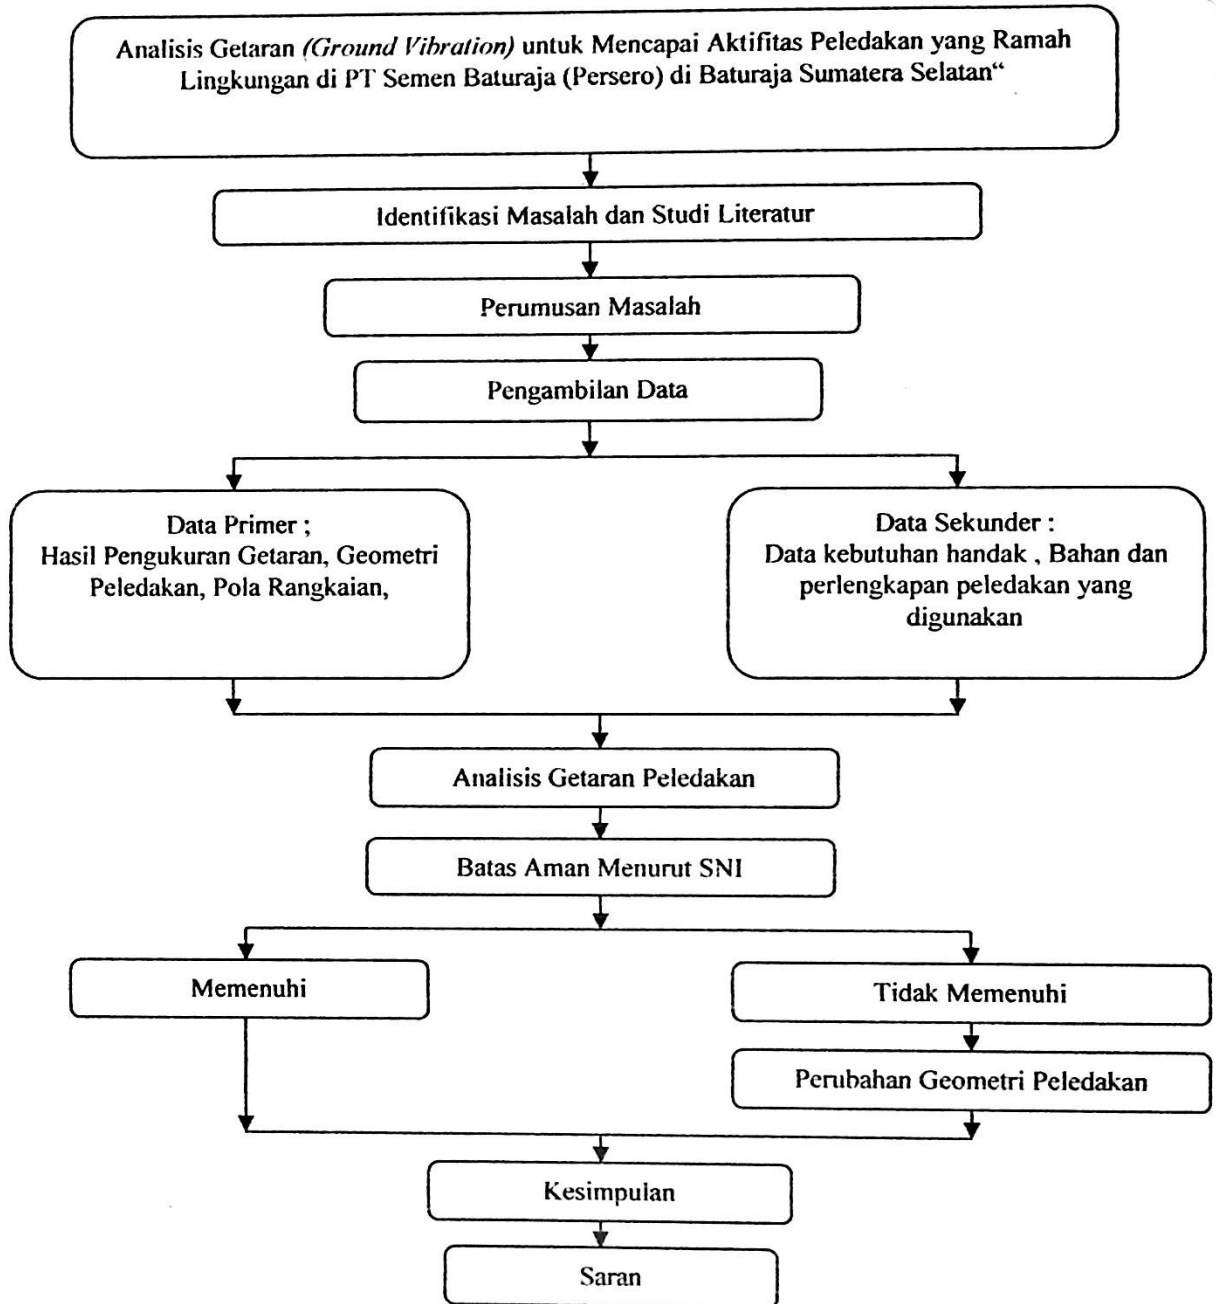 Analisis Getaran (Ground Vibration) untuk Mencapai Aktifitas Peledakan yang Ramah
Lingkungan di PT Semen Baturaja (Persero) di Baturaja Sumatera Selatan“
Identifikasi Masalah dan Studi Literatur
Perumusan Masalah
Pengambilan Data
Data Primer ;
Hasil Pengukuran Getaran, Geometri
Peledakan, Pola Rangkaian,
Data Sekunder :
Data kebutuhan handak , Bahan dan
perlengkapan peledakan yang
digunakan
Analisis Getaran Peledakan
Batas Aman Menurut SNI
Memenuhi
Tidak Memenuhi
Perubahan Geometri Peledakan
Kesimpulan
Saran